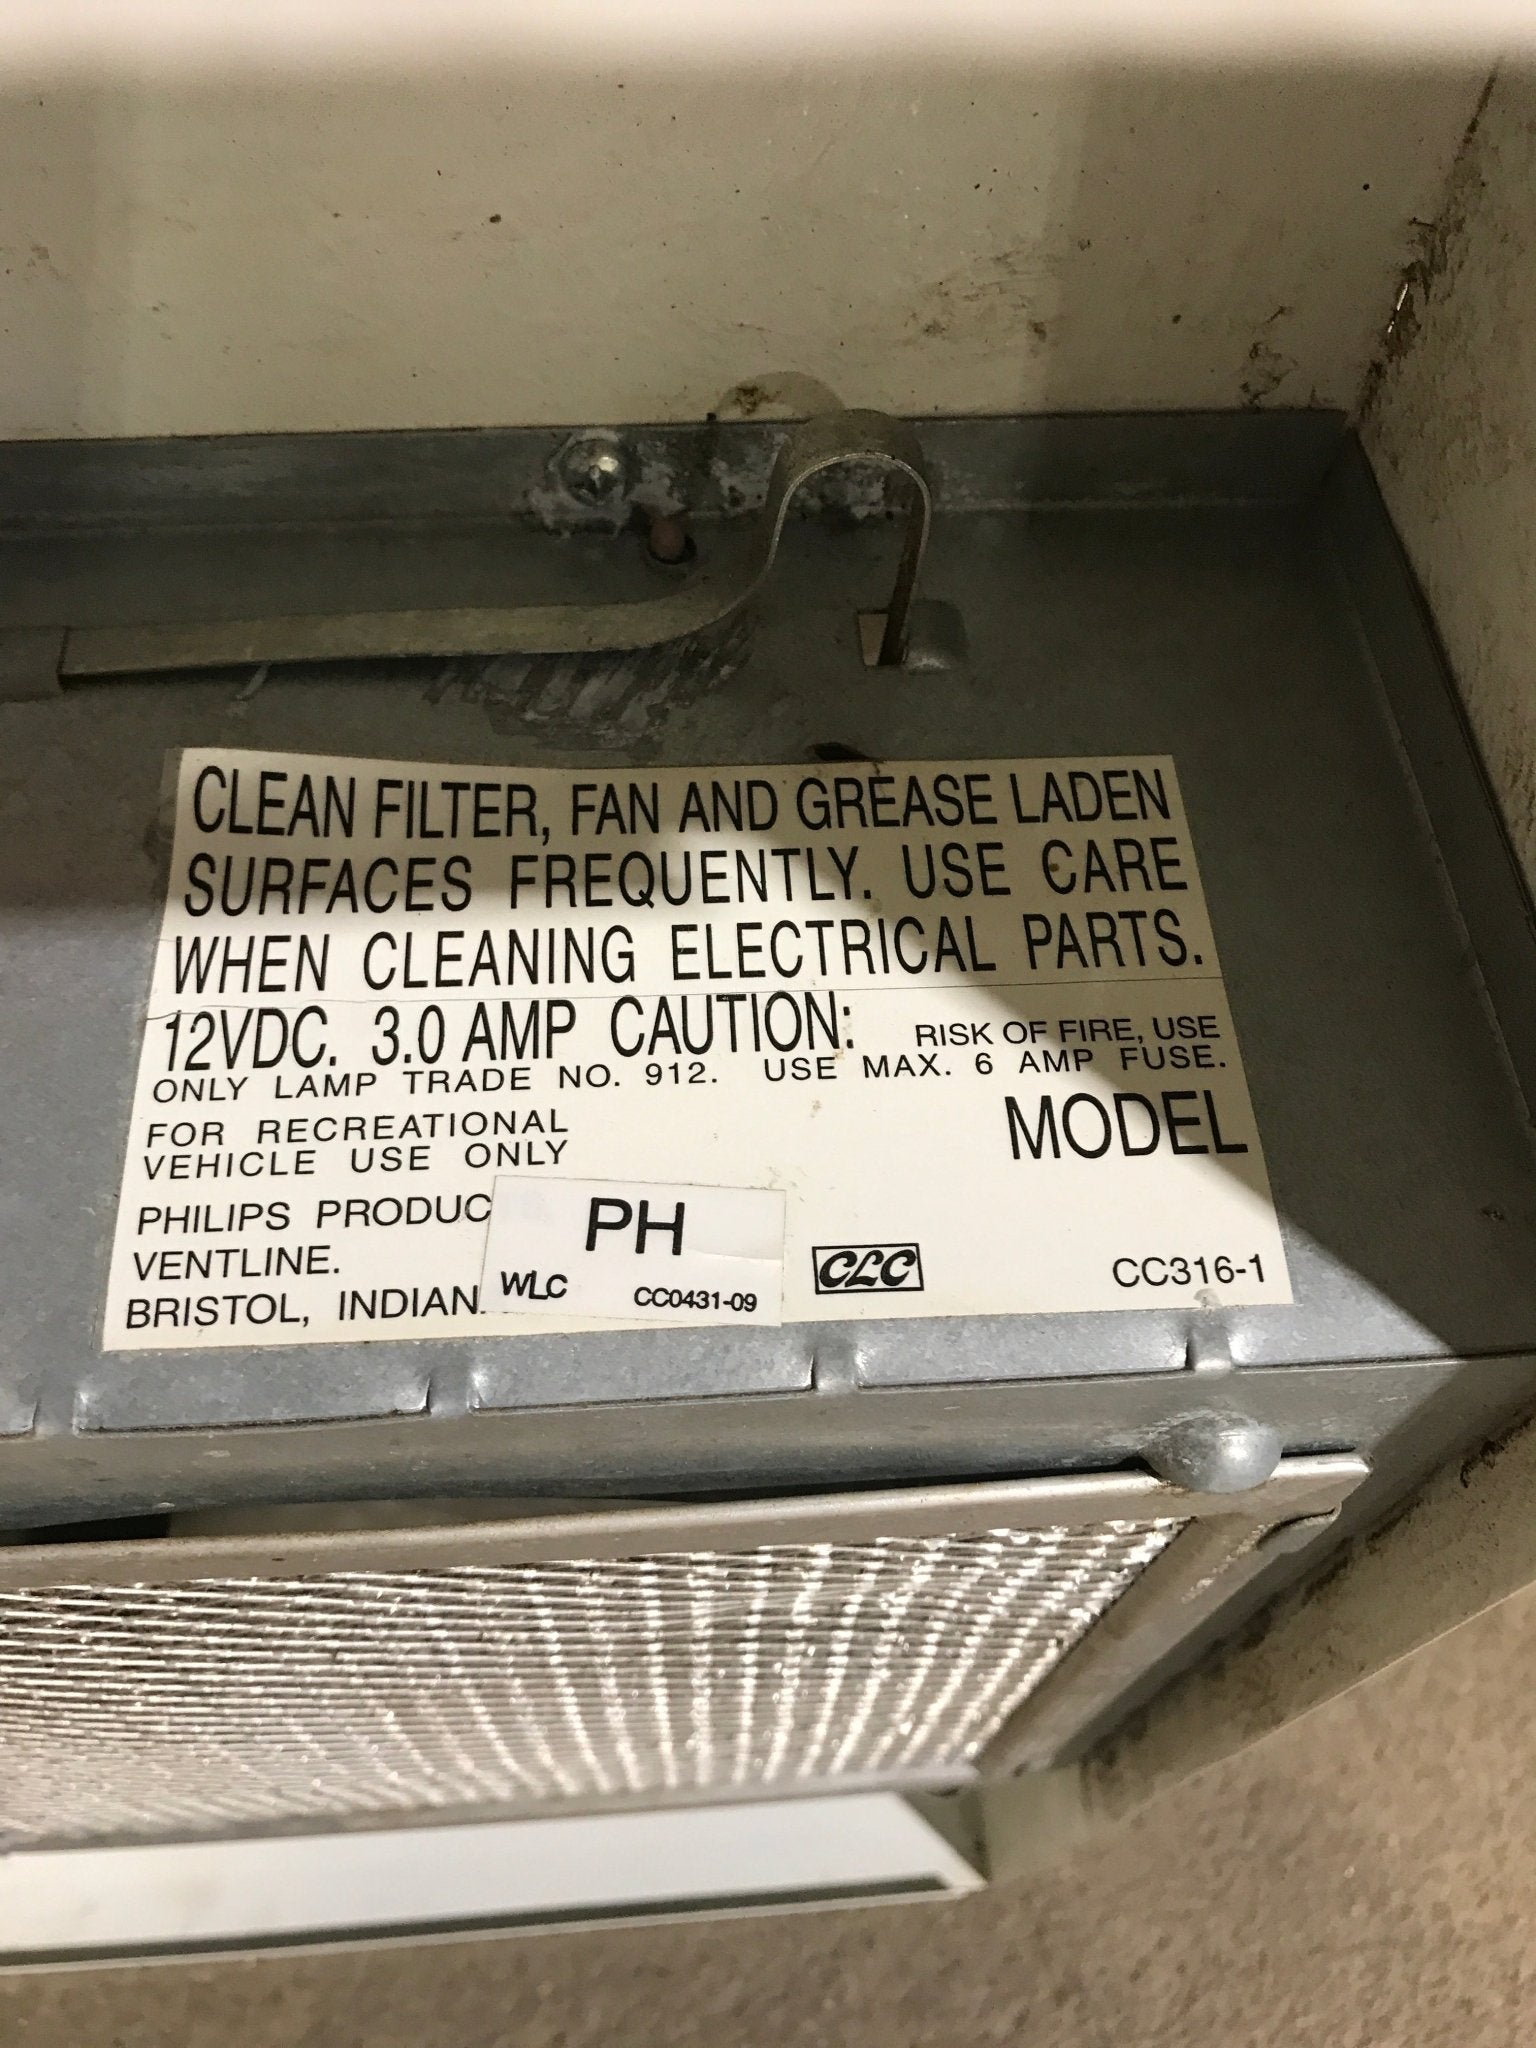 CLEAN FILTER, FAN AND GREASE LADEN
SURFACES FREQUENTLY. USE CARE
WHEN CLEANING ELECTRICAL PARTS.
12VDC. 3.0 AMP CAUTION: RISK OF FIRE, USE
ONLY LAMP TRADE NO. 912. USE MAX. 6 AMP FUSE.
FOR RECREATIONAL
VEHICLE USE ONLY
MODEL
PHILIPS PRODUC
VENTLINE.
BRISTOL, INDIAN
PH
WLC CC0431-09
CLC
CC316-1